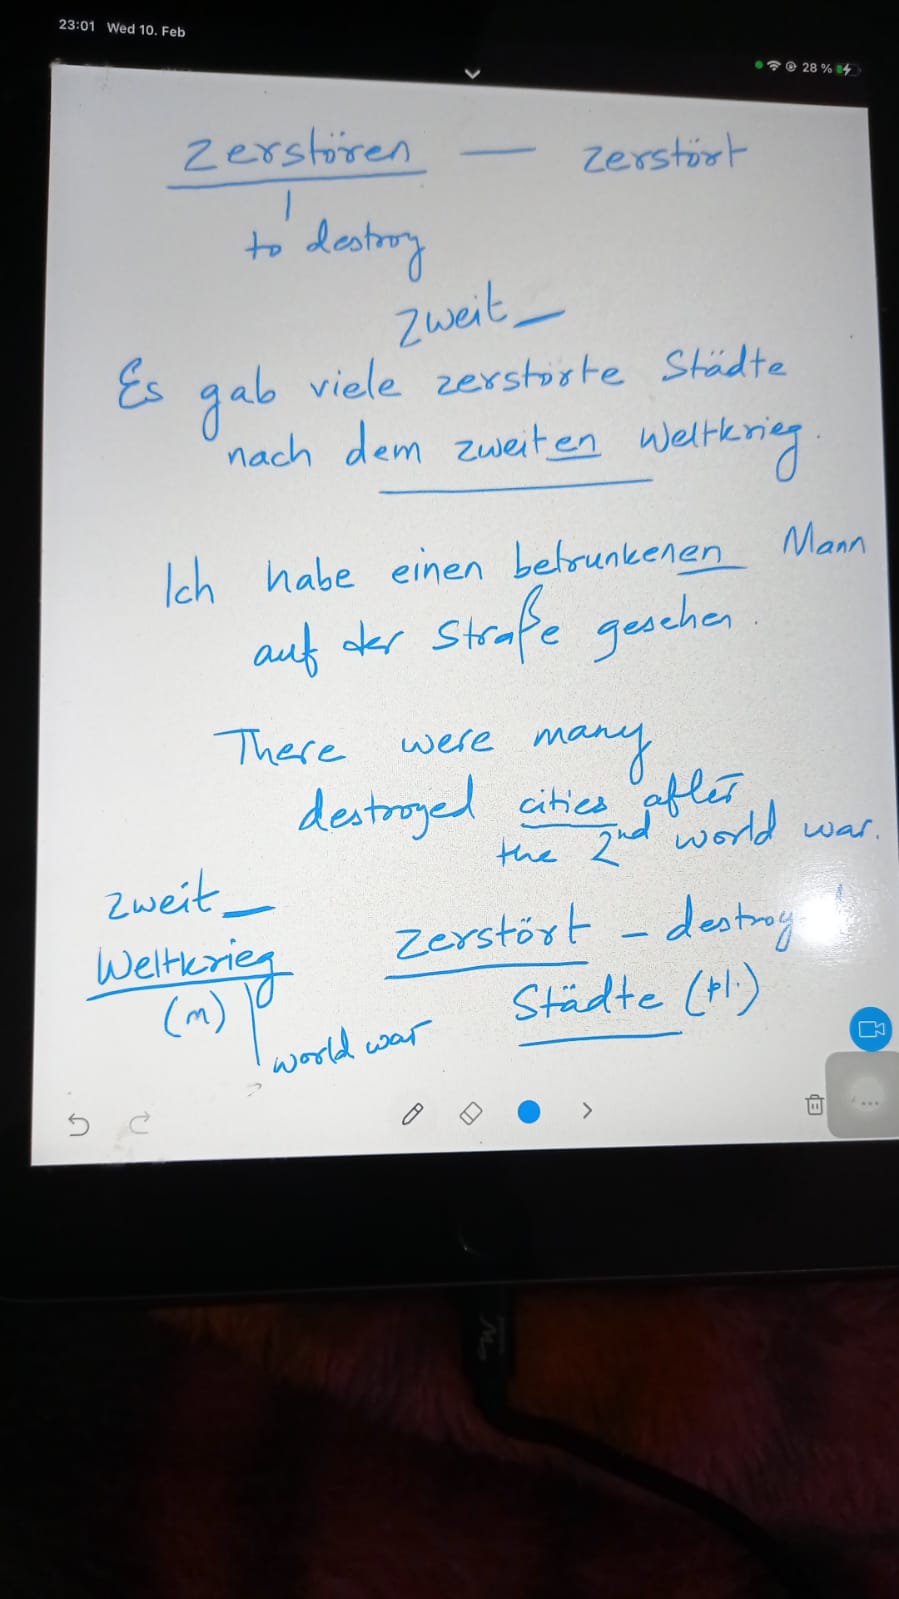 23:01 Wed 10. Feb
28 %
zerstören — zerstört
to destroy
zweit_
Es gab viele zerstörte Städte
nach dem zweiten Weltkrieg.
Ich habe einen betrunkenen Mann
auf der Straße gesehen.
There were many
destroyed cities after
the 2nd world war.
zweit_
Weltkrieg
(m)
world war
zerstört - destroy
Städte (pl.)